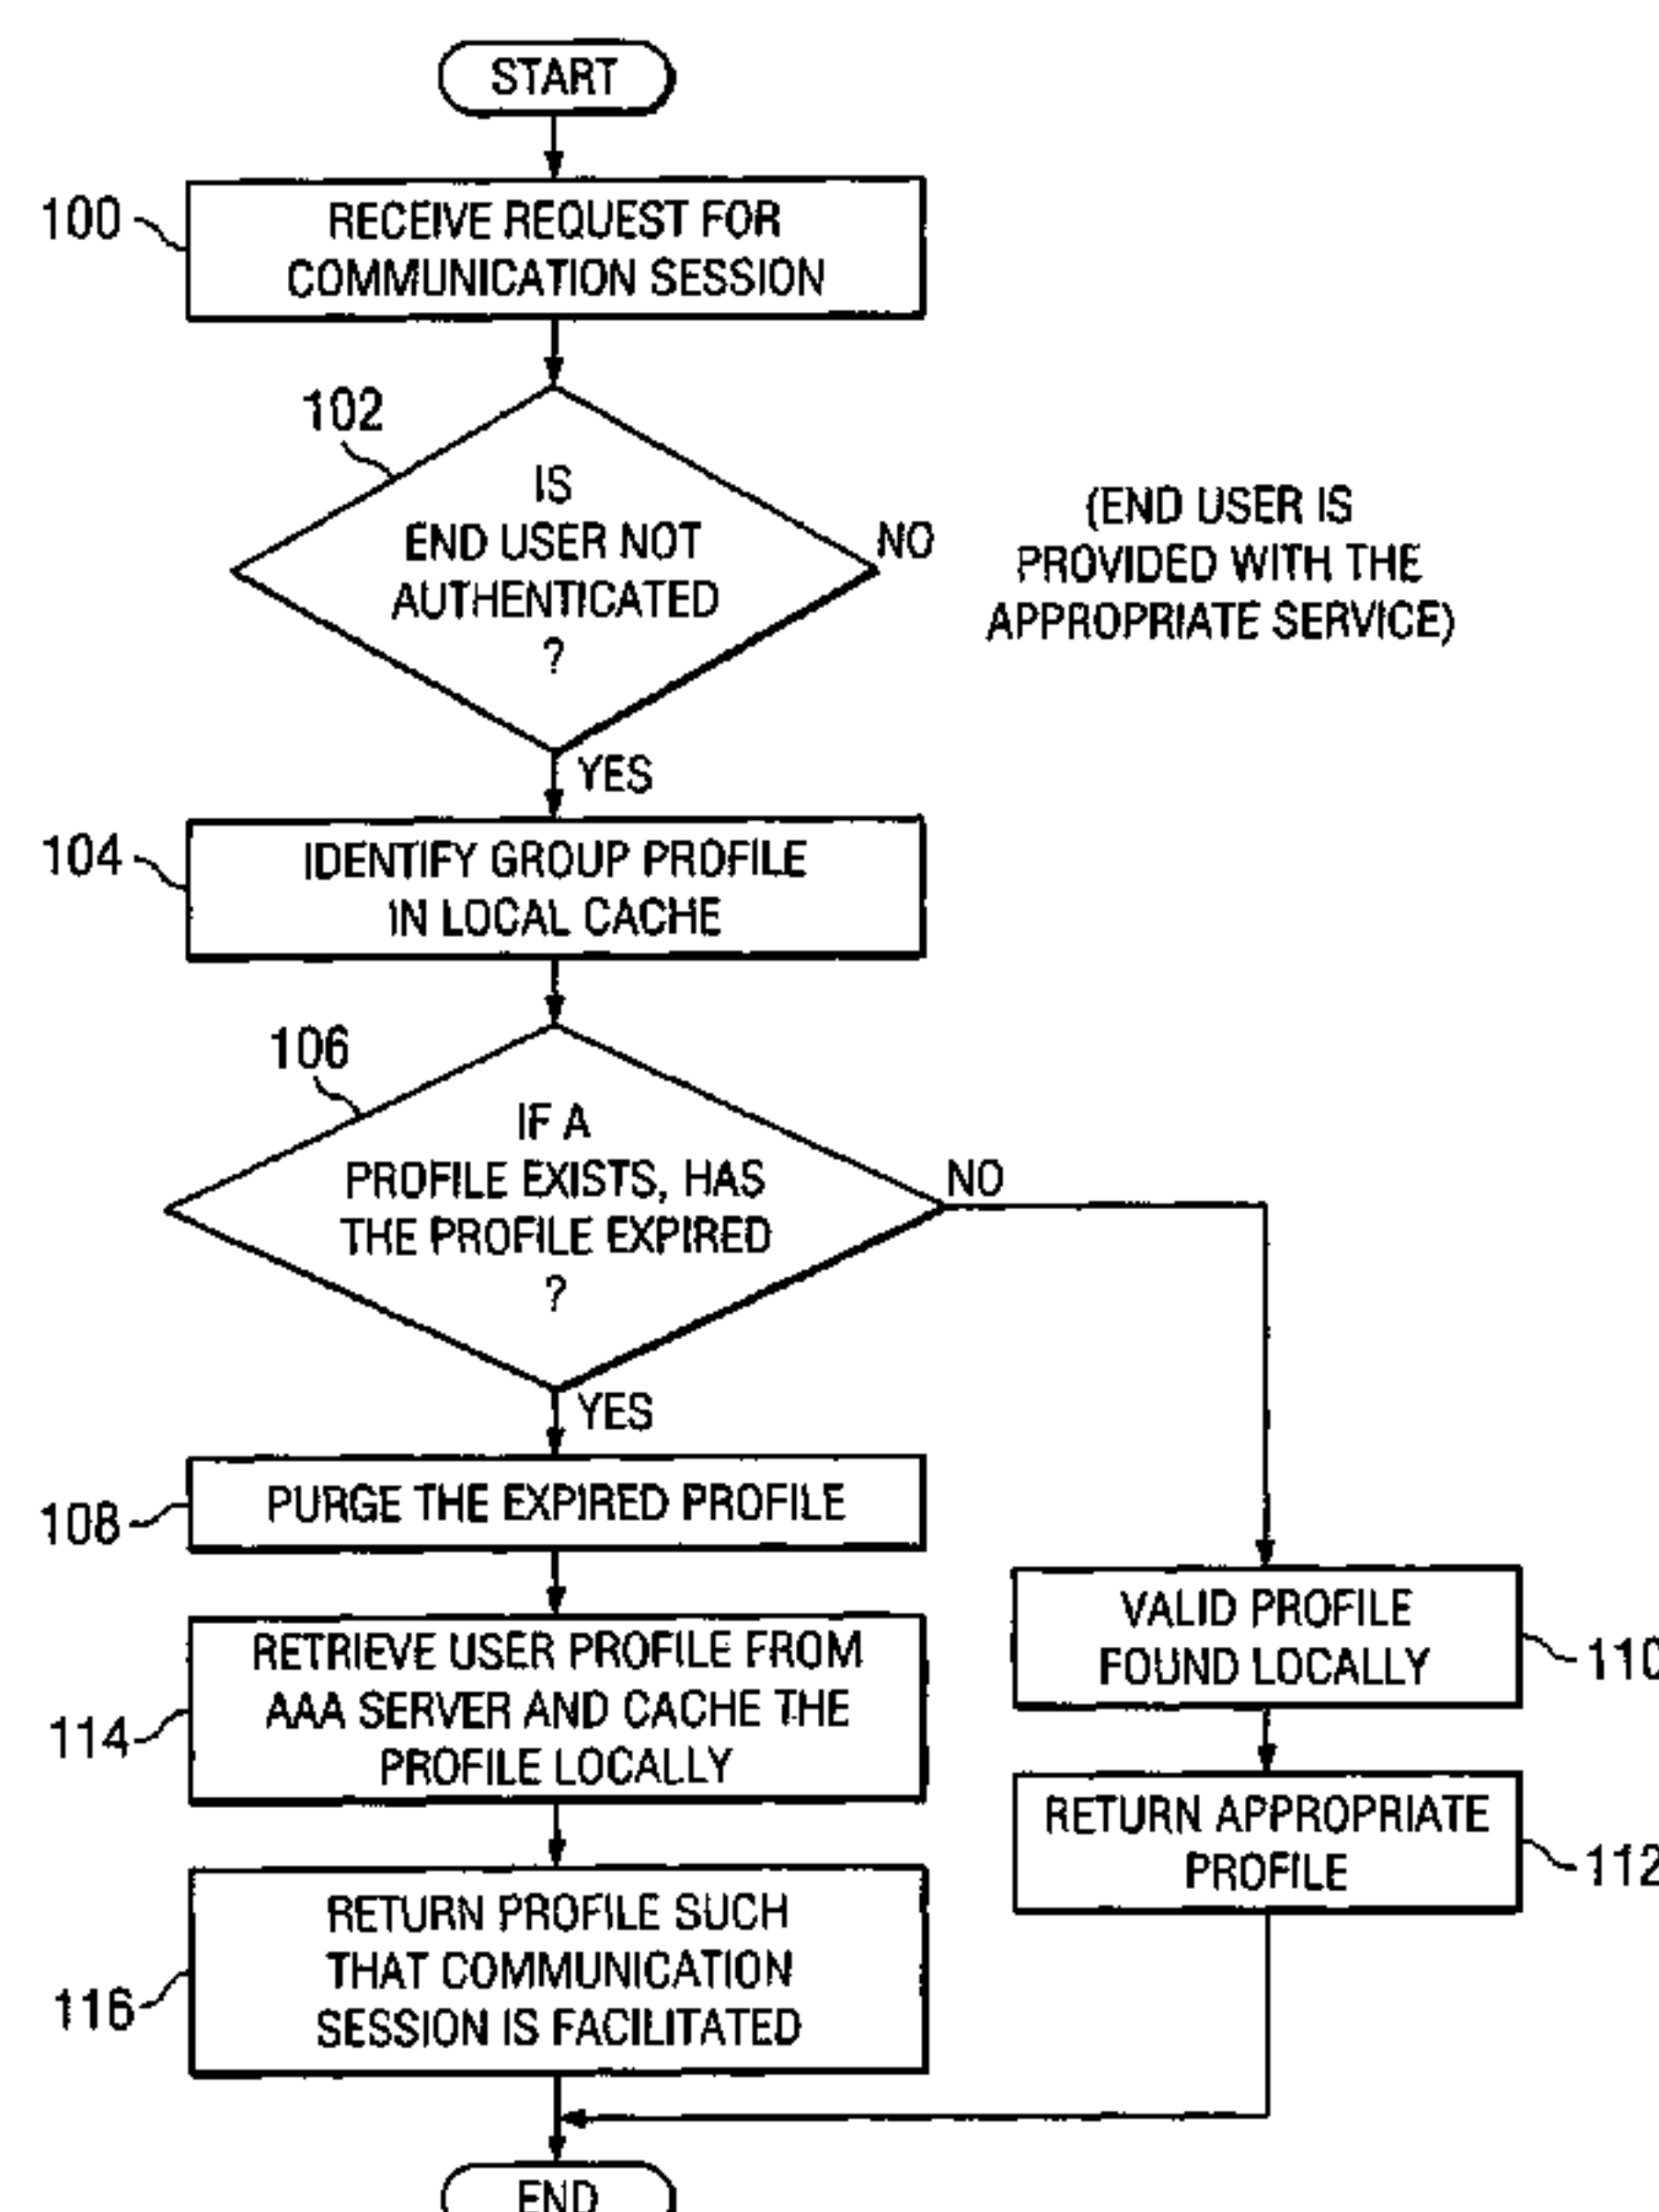 START
100
RECEIVE REQUEST FOR
COMMUNICATION SESSION
102
IS
END USER NOT
AUTHENTICATED
?
NO
(END USER IS
PROVIDED WITH THE
APPROPRIATE SERVICE)
YES
104
IDENTIFY GROUP PROFILE
IN LOCAL CACHE
106
IF A
PROFILE EXISTS, HAS
THE PROFILE EXPIRED
?
NO
YES
108
PURGE THE EXPIRED PROFILE
VALID PROFILE
FOUND LOCALLY
110
114
RETRIEVE USER PROFILE FROM
AAA SERVER AND CACHE THE
PROFILE LOCALLY
RETURN APPROPRIATE
PROFILE
112
116
RETURN PROFILE SUCH
THAT COMMUNICATION
SESSION IS FACILITATED
END